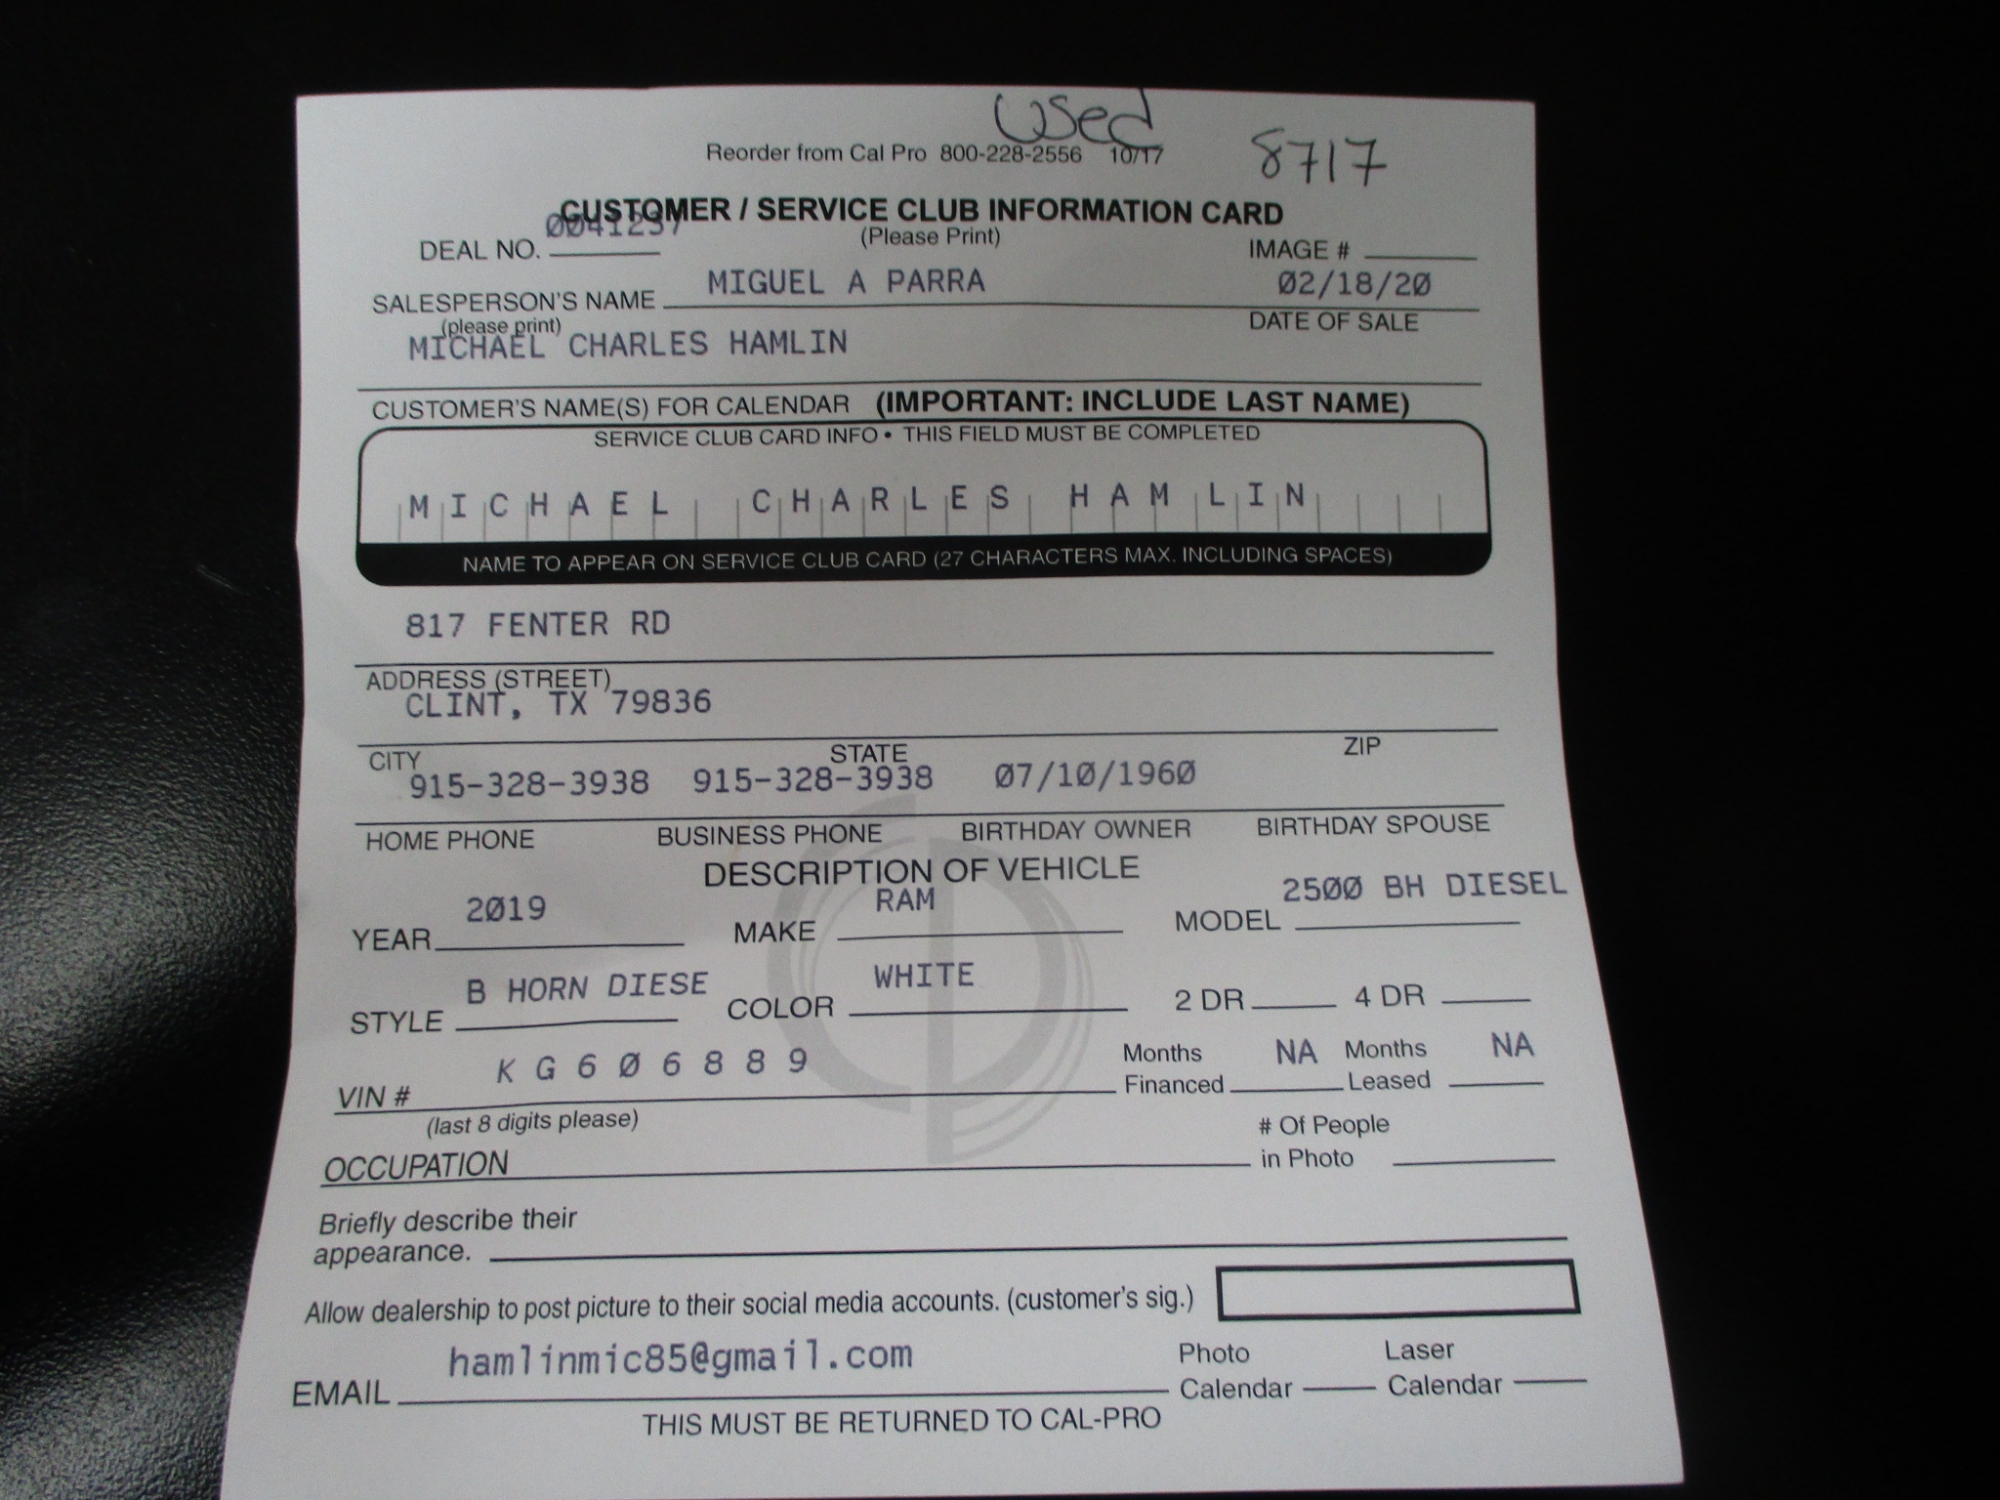 Used
Reorder from Cal Pro 800-228-2556 10/17
8717
CUSTOMER / SERVICE CLUB INFORMATION CARD
(Please Print)
DEAL NO. 0041237
IMAGE #
SALESPERSON'S NAME MIGUEL A PARRA
02/18/20
(please print)
DATE OF SALE
MICHAEL CHARLES HAMLIN
CUSTOMER'S NAME(S) FOR CALENDAR (IMPORTANT: INCLUDE LAST NAME)
SERVICE CLUB CARD INFO • THIS FIELD MUST BE COMPLETED
MICHAEL CHARLES HAMLIN
NAME TO APPEAR ON SERVICE CLUB CARD (27 CHARACTERS MAX. INCLUDING SPACES)
817 FENTER RD
ADDRESS (STREET)
CLINT, TX 79836
CITY STATE ZIP
915-328-3938 915-328-3938 07/10/1960
HOME PHONE BUSINESS PHONE BIRTHDAY OWNER BIRTHDAY SPOUSE
DESCRIPTION OF VEHICLE
YEAR 2019 MAKE RAM MODEL 2500 BH DIESEL
STYLE B HORN DIESE COLOR WHITE 2 DR 4 DR
VIN # KG606889 Months Financed NA Months Leased NA
(last 8 digits please)
OCCUPATION # Of People in Photo
Briefly describe their
appearance.
Allow dealership to post picture to their social media accounts. (customer's sig.)
EMAIL hamlinmic85@gmail.com Photo Calendar Laser Calendar
THIS MUST BE RETURNED TO CAL-PRO